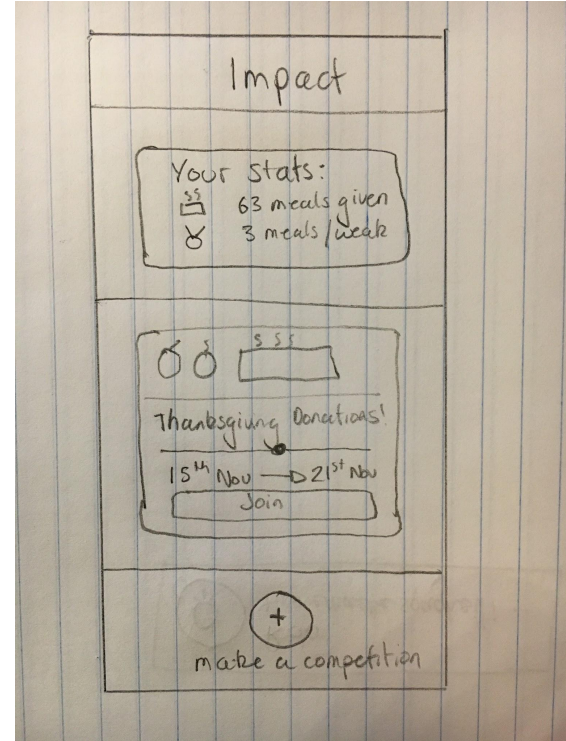 Impact
Your stats:
63 meals given
3 meals/weak
Thanksgiving Donations!
15th Nov → 21st Nov
Join
+
make a competition